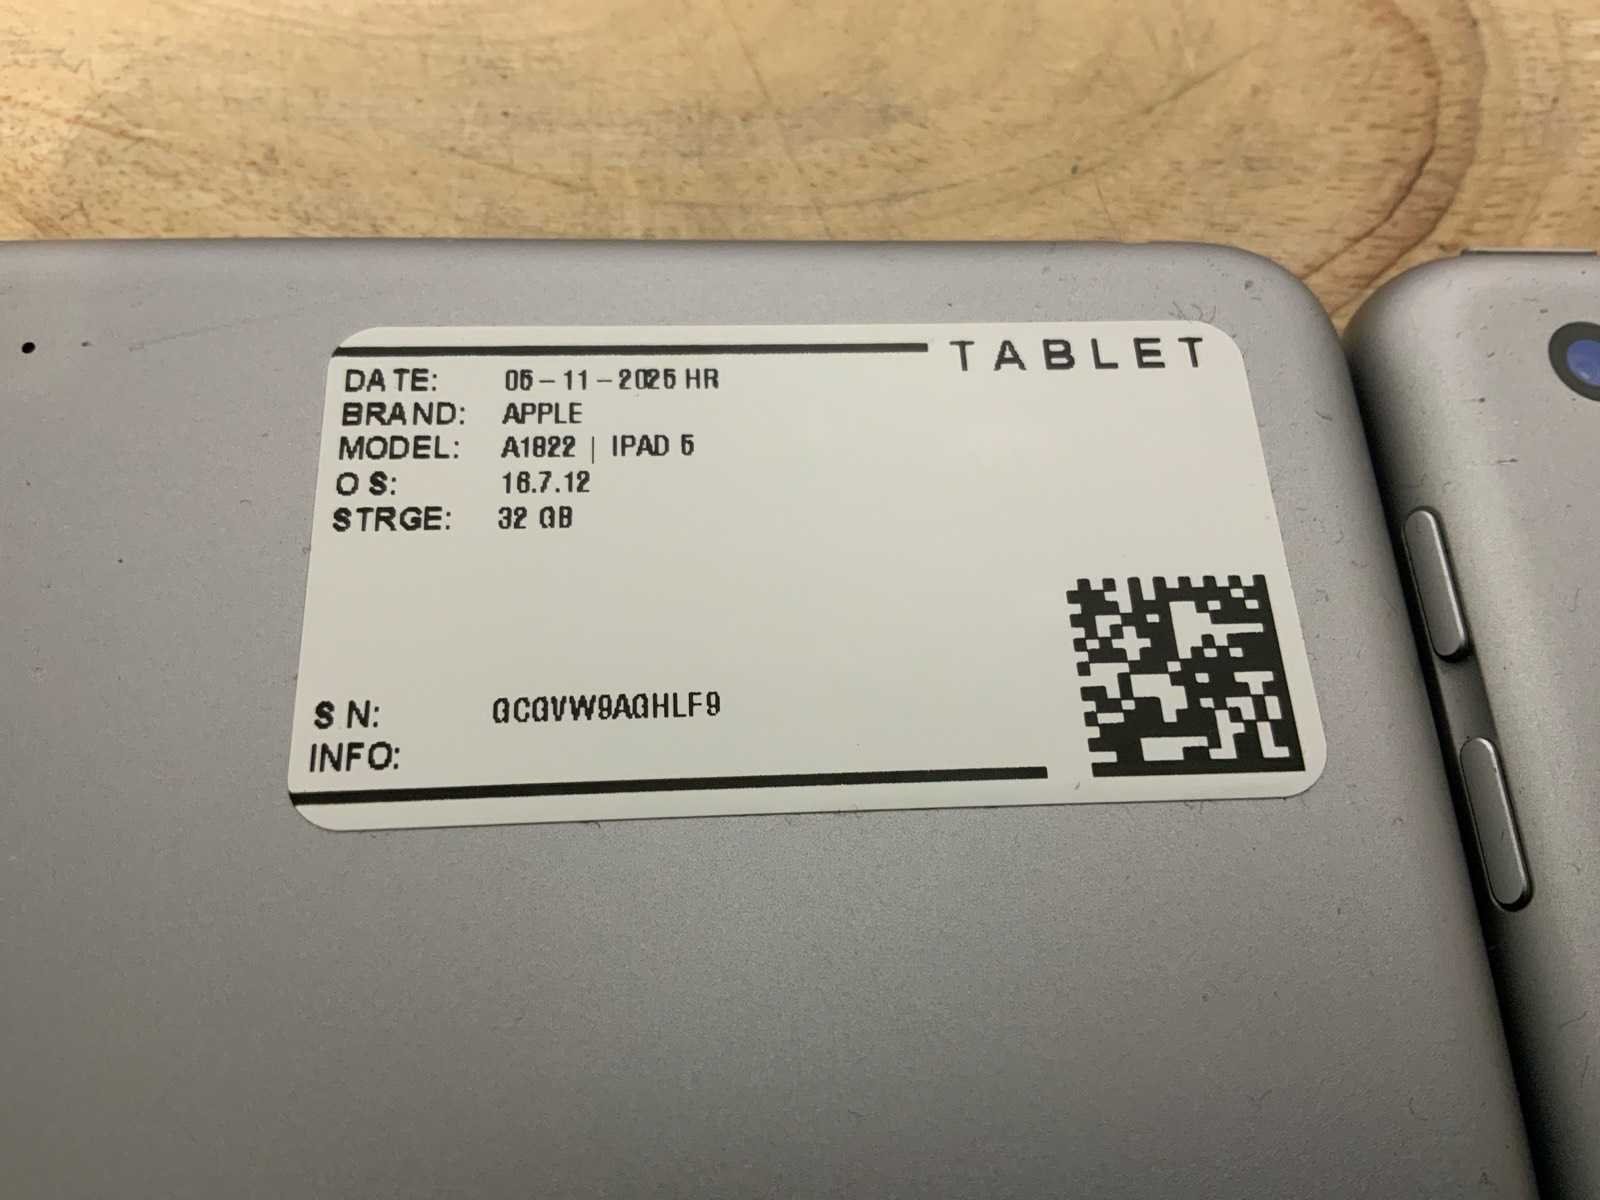 TABLET
DATE: 05-11-2025 HR
BRAND: APPLE
MODEL: A1822 | IPAD 5
OS: 16.7.12
STRGE: 32 GB
SN: GCGVW9AGHLF9
INFO: